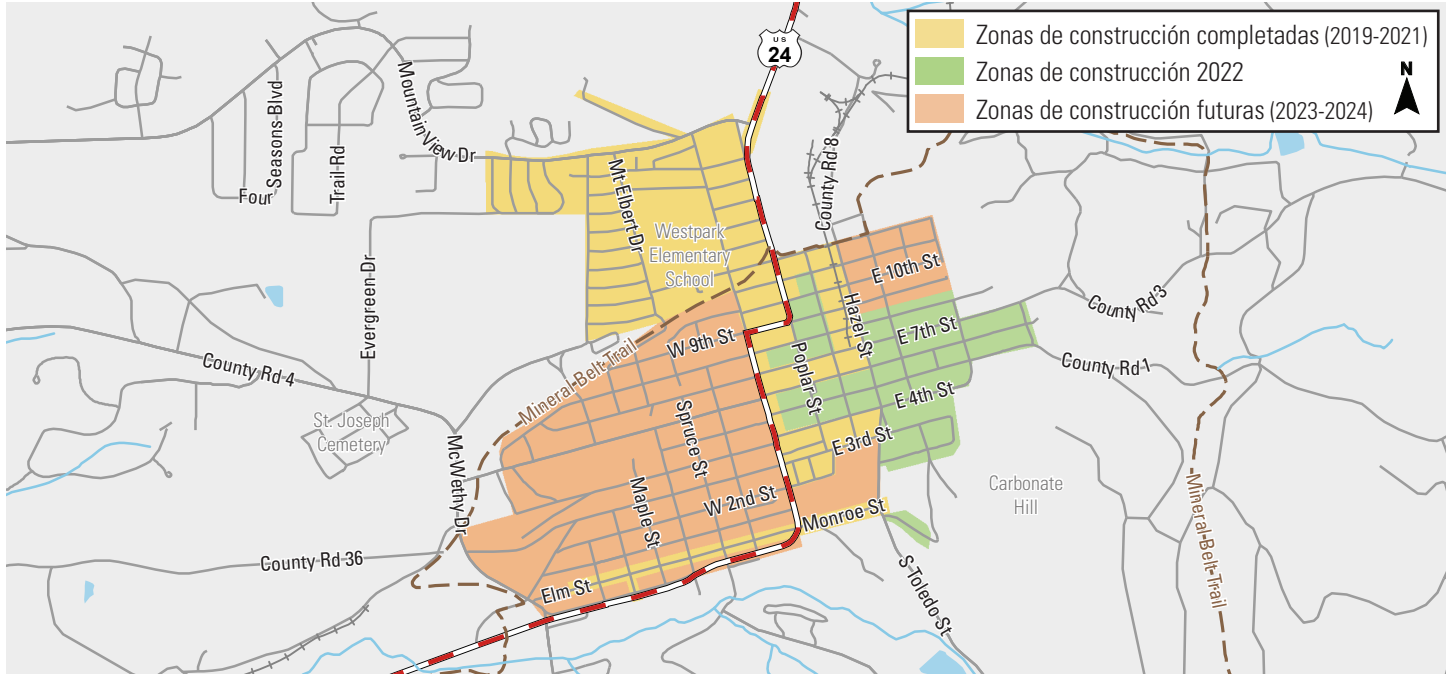 Zonas de construcción completadas (2019-2021)
Zonas de construcción 2022
Zonas de construcción futuras (2023-2024)
N
US
24
Mountain View Dr
Four Seasons Blvd
Trail Rd
Mt Elbert Dr
County Rd 8
Westpark
Elementary
School
Evergreen Dr
E 10th St
Hazel St
County Rd 3
E 7th St
W 9th St
Poplar St
County Rd 1
County Rd 4
Mineral Belt Trail
E 4th St
St. Joseph
Cemetery
Spruce St
E 3rd St
McWethy Dr
Maple St
W 2nd St
Carbonate
Hill
Mineral Belt Trail
Monroe St
County Rd 36
Elm St
S Toledo St